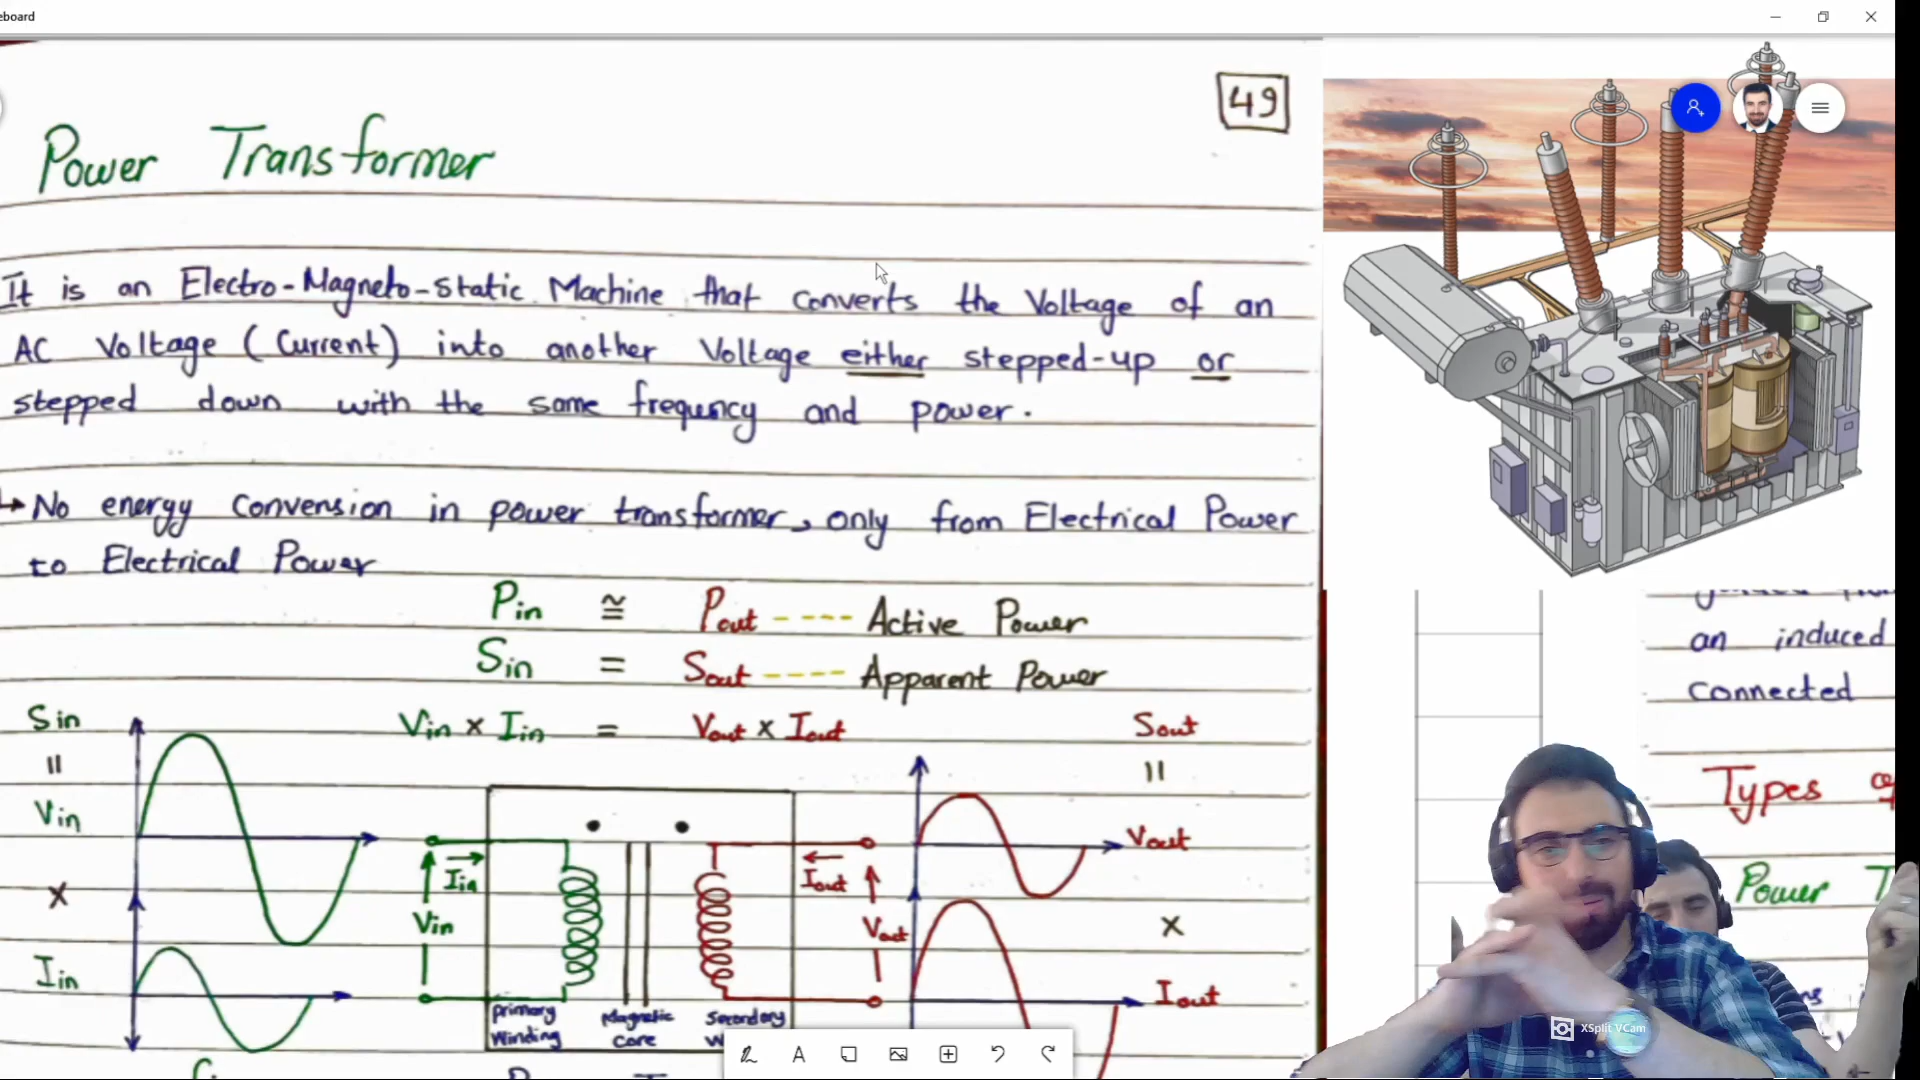 eboard
49
Power Transformer
It is an Electro-Magneto-static Machine that converts the Voltage of an
AC Voltage (Current) into another Voltage either stepped-up or
stepped down with the same frequency and power.
→ No energy Convension in power transformer, only from Electrical Power
to Electrical Power
Pin ≅ Pout ---- Active Power
Sin = Sout ---- Apparent Power
Vin x Iin = Vout x Iout
Sin
=
Vin
x
Iin
Iin
Vin
primary
Winding
Magnetic
Core
Secondry
Iout
Vout
Sout
=
Vout
x
Iout
an induced
Connected
Types of
Power T
XSplit VCam